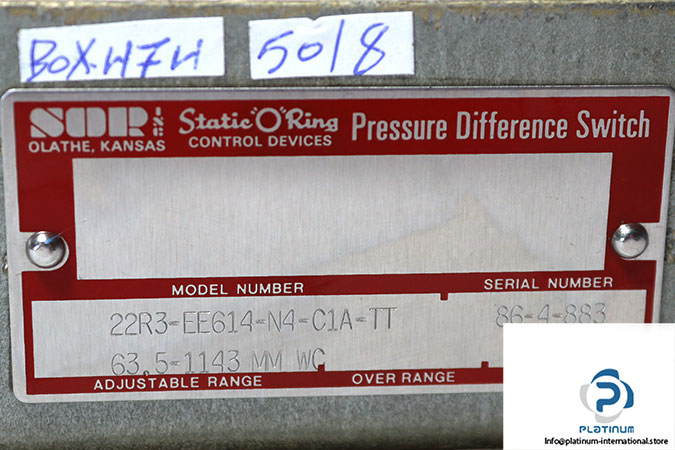 BOX.474
50/8
SOR INC
OLATHE, KANSAS
Static "O" Ring
CONTROL DEVICES
Pressure Difference Switch
MODEL NUMBER
SERIAL NUMBER
22R3-EE614-N4-C1A-TT
86-4-883
63.5-1143 MM WC
ADJUSTABLE RANGE
OVER RANGE
PLATINUM
Info@platinum-international.store